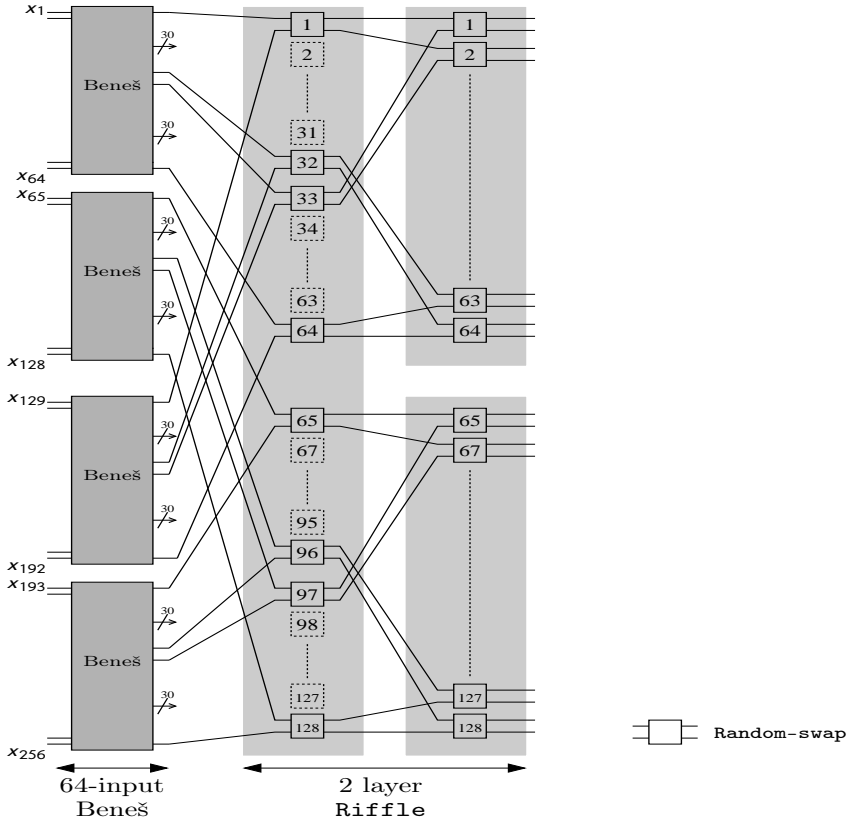 x1
30
Beneš
30
x64
x65
30
Beneš
30
x128
x129
30
Beneš
30
x192
x193
30
Beneš
30
x256
1
2
31
32
33
34
63
64
65
67
95
96
97
98
127
128
1
2
63
64
65
67
127
128
Random-swap
64-input
Beneš
2 layer
Riffle